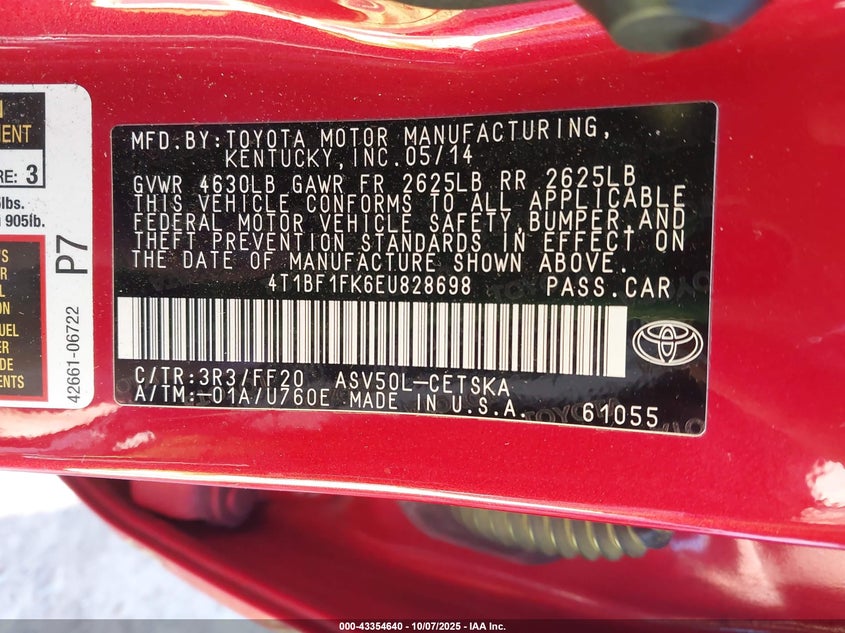 MENT
RE: 3
lbs.
905lb.
P7
42661-06722
MFD.BY:TOYOTA MOTOR MANUFACTURING,
KENTUCKY,INC.05/14
GVWR 4630LB GAWR FR 2625LB RR 2625LB
THIS VEHICLE CONFORMS TO ALL APPLICABLE
FEDERAL MOTOR VEHICLE SAFETY,BUMPER,AND
THEFT PREVENTION STANDARDS IN EFFECT ON
THE DATE OF MANUFACTURE SHOWN ABOVE.
4T1BF1FK6EU828698 PASS.CAR
C/TR:3R3/FF20 ASV50L-CETSKA
A/TM:-01A/U760E MADE IN U.S.A. 61055
000-43354640 - 10/07/2025 - IAA Inc.